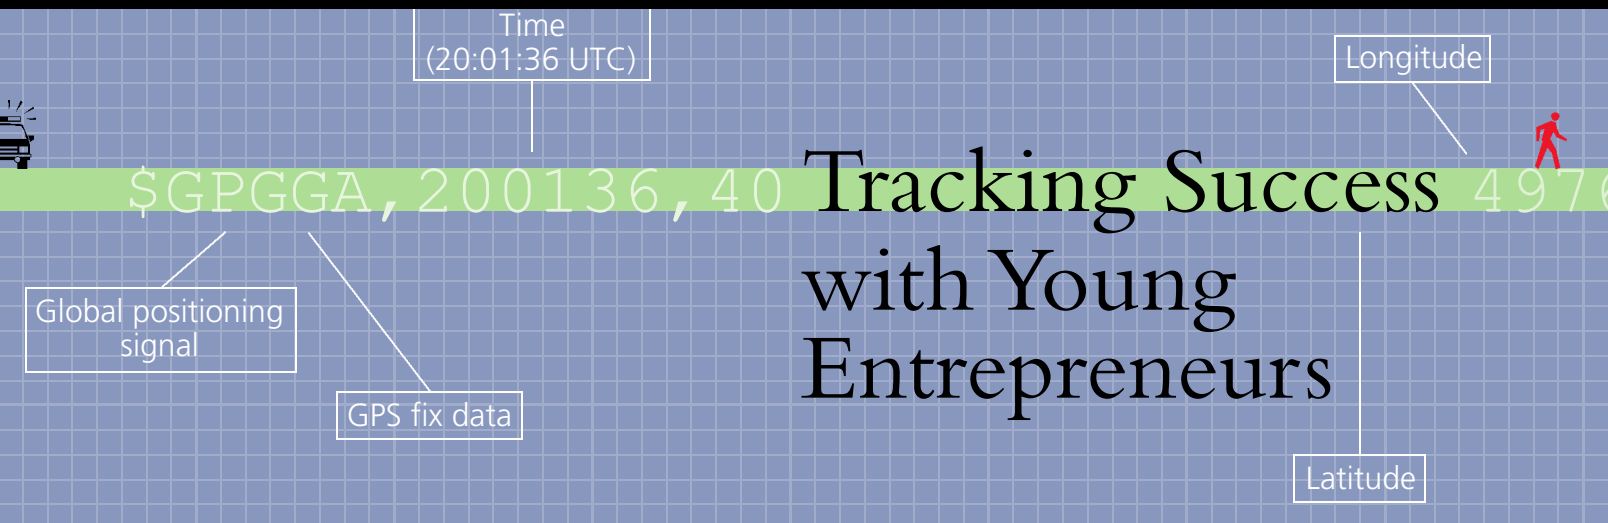 Time
(20:01:36 UTC)
Longitude
$GPGGA,200136,40
Tracking Success
with Young
Entrepreneurs
4976
Global positioning
signal
GPS fix data
Latitude